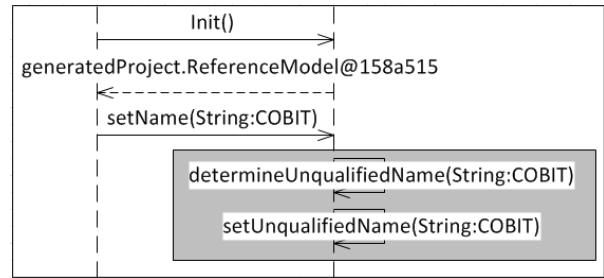 Init()
generatedProject.ReferenceModel@158a515
setName(String:COBIT)
determineUnqualifiedName(String:COBIT)
setUnqualifiedName(String:COBIT)